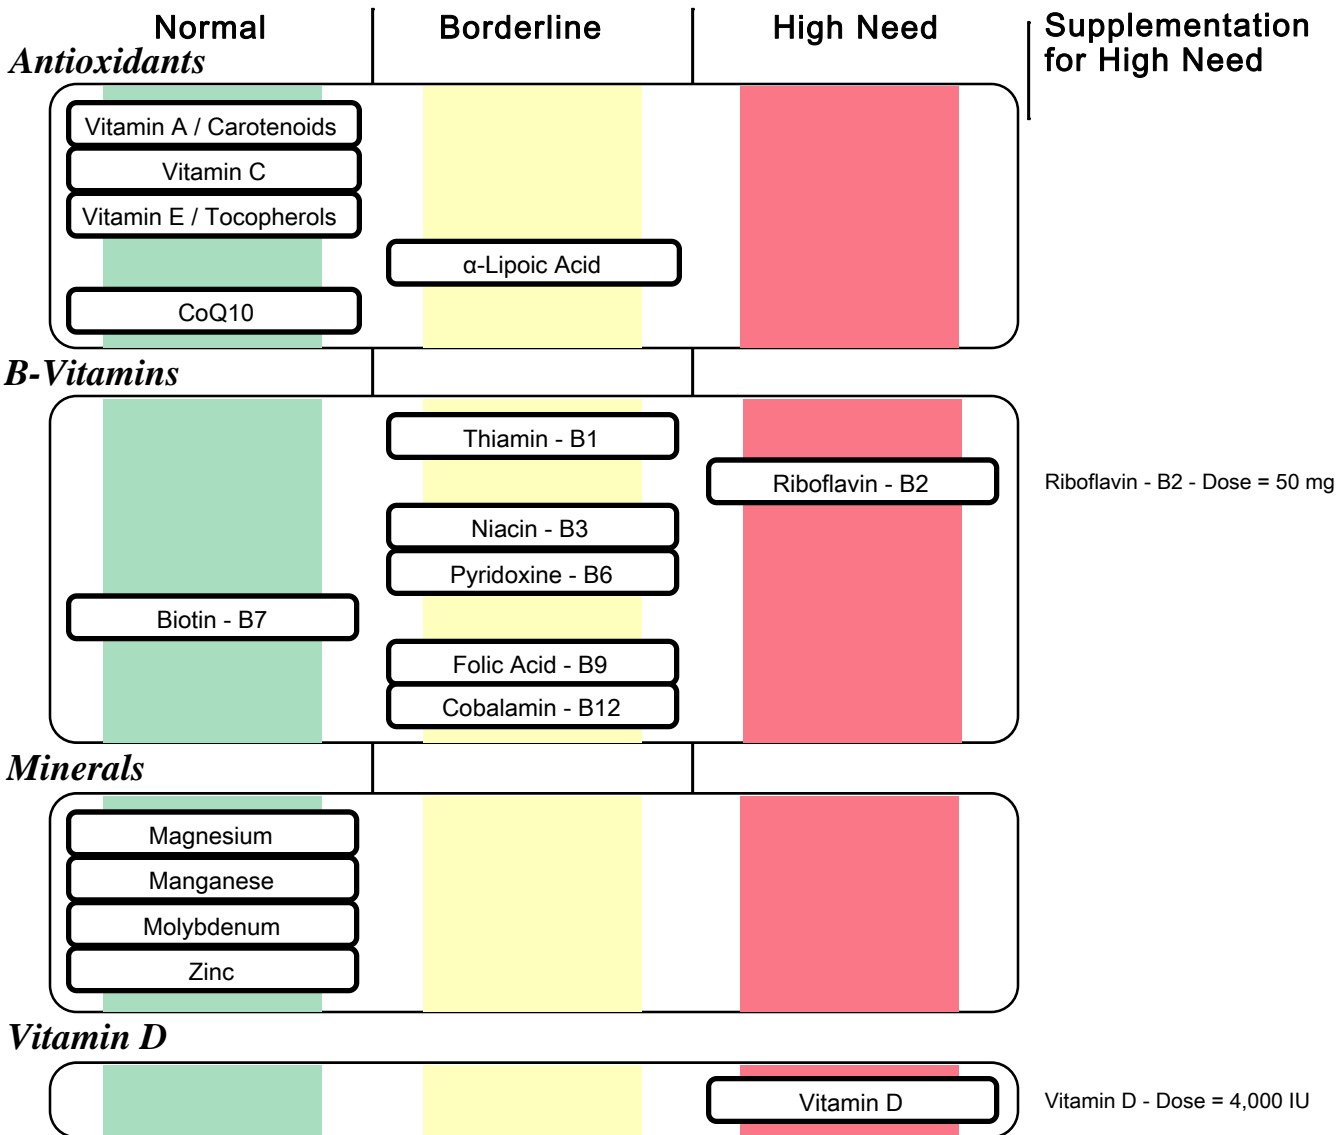 Normal
Borderline
High Need
Supplementation
for High Need
Antioxidants
Vitamin A / Carotenoids
Vitamin C
Vitamin E / Tocopherols
α-Lipoic Acid
CoQ10
B-Vitamins
Thiamin - B1
Riboflavin - B2
Riboflavin - B2 - Dose = 50 mg
Niacin - B3
Pyridoxine - B6
Biotin - B7
Folic Acid - B9
Cobalamin - B12
Minerals
Magnesium
Manganese
Molybdenum
Zinc
Vitamin D
Vitamin D
Vitamin D - Dose = 4,000 IU